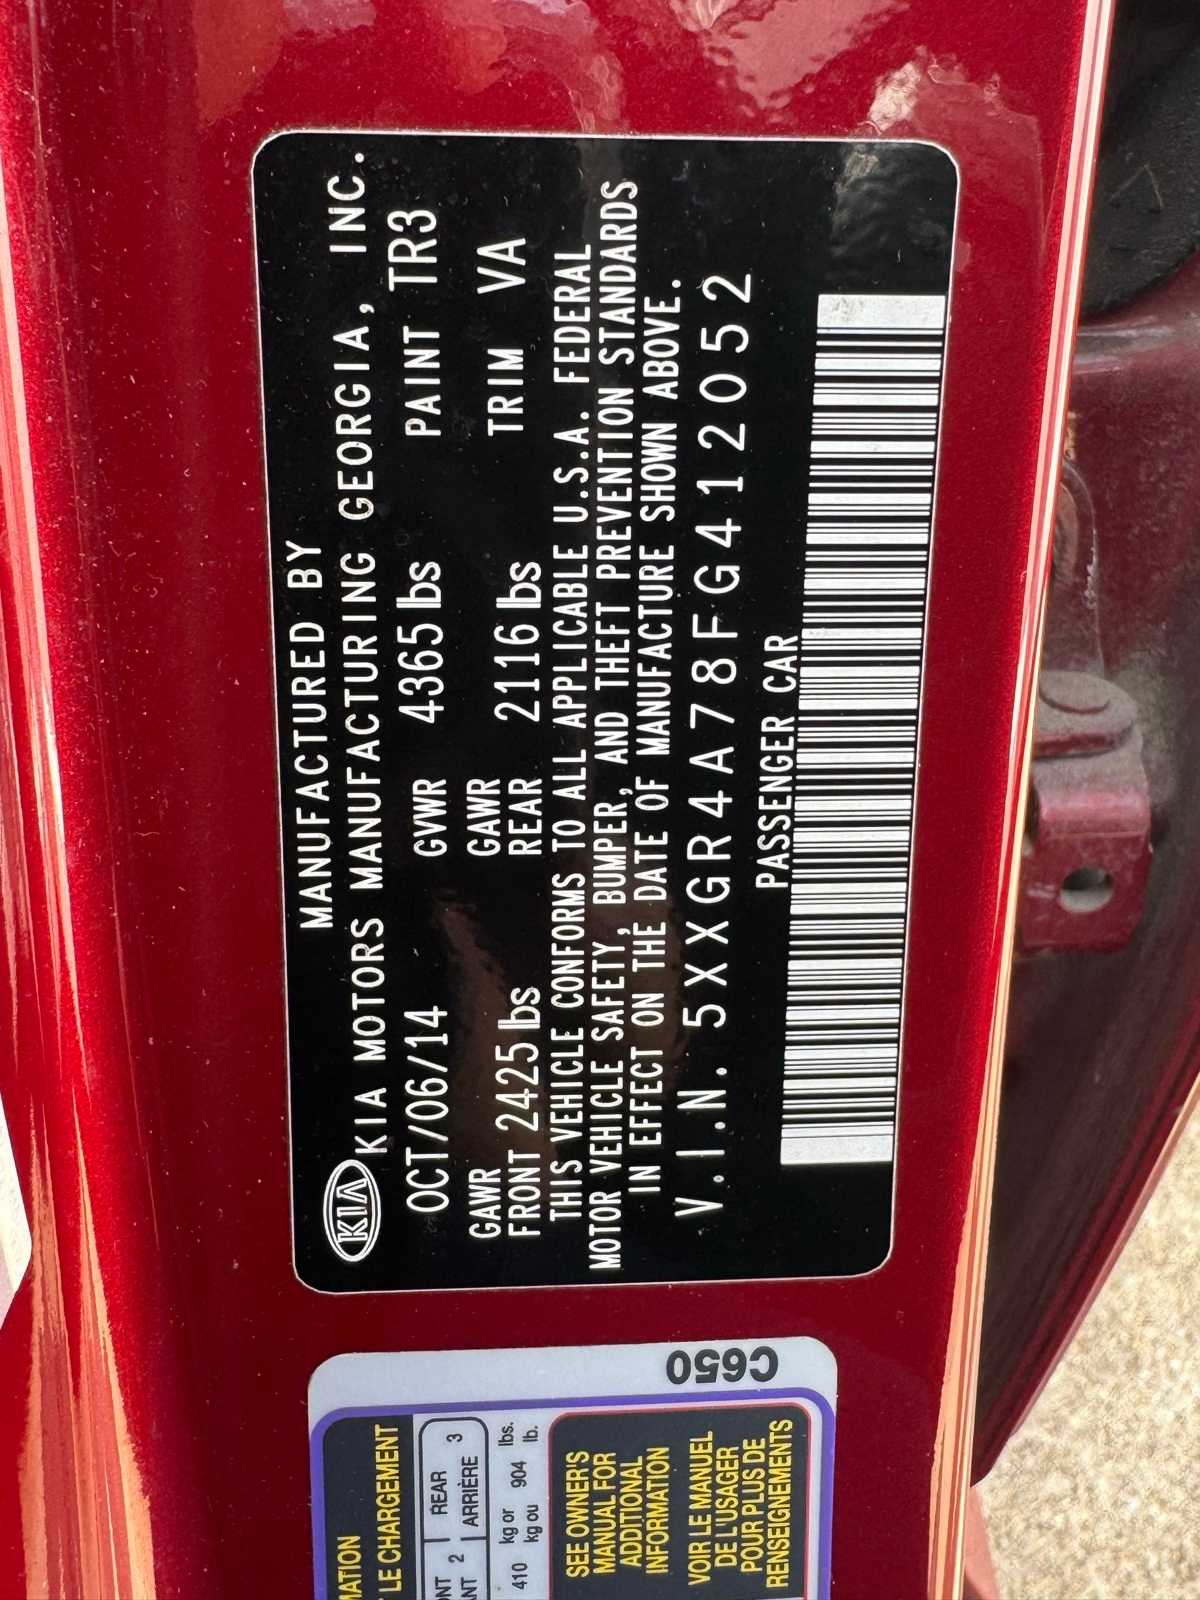 MANUFACTURED BY
KIA KIA MOTORS MANUFACTURING GEORGIA, INC.
OCT/06/14 GVWR 4365 lbs PAINT TR3
GAWR FRONT 2425 lbs GAWR REAR 2116 lbs TRIM VA
THIS VEHICLE CONFORMS TO ALL APPLICABLE U.S.A. FEDERAL
MOTOR VEHICLE SAFETY, BUMPER, AND THEFT PREVENTION STANDARDS
IN EFFECT ON THE DATE OF MANUFACTURE SHOWN ABOVE.
V.I.N. 5XXGR4A78FG412052
PASSENGER CAR
C650
LE CHARGEMENT
2 REAR
ARRIÈRE 3
410 kg or 904 lbs.
kg ou lb.
SEE OWNER'S
MANUAL FOR
ADDITIONAL
INFORMATION
VOIR LE MANUEL
DE L'USAGER
POUR PLUS DE
RENSEIGNEMENTS